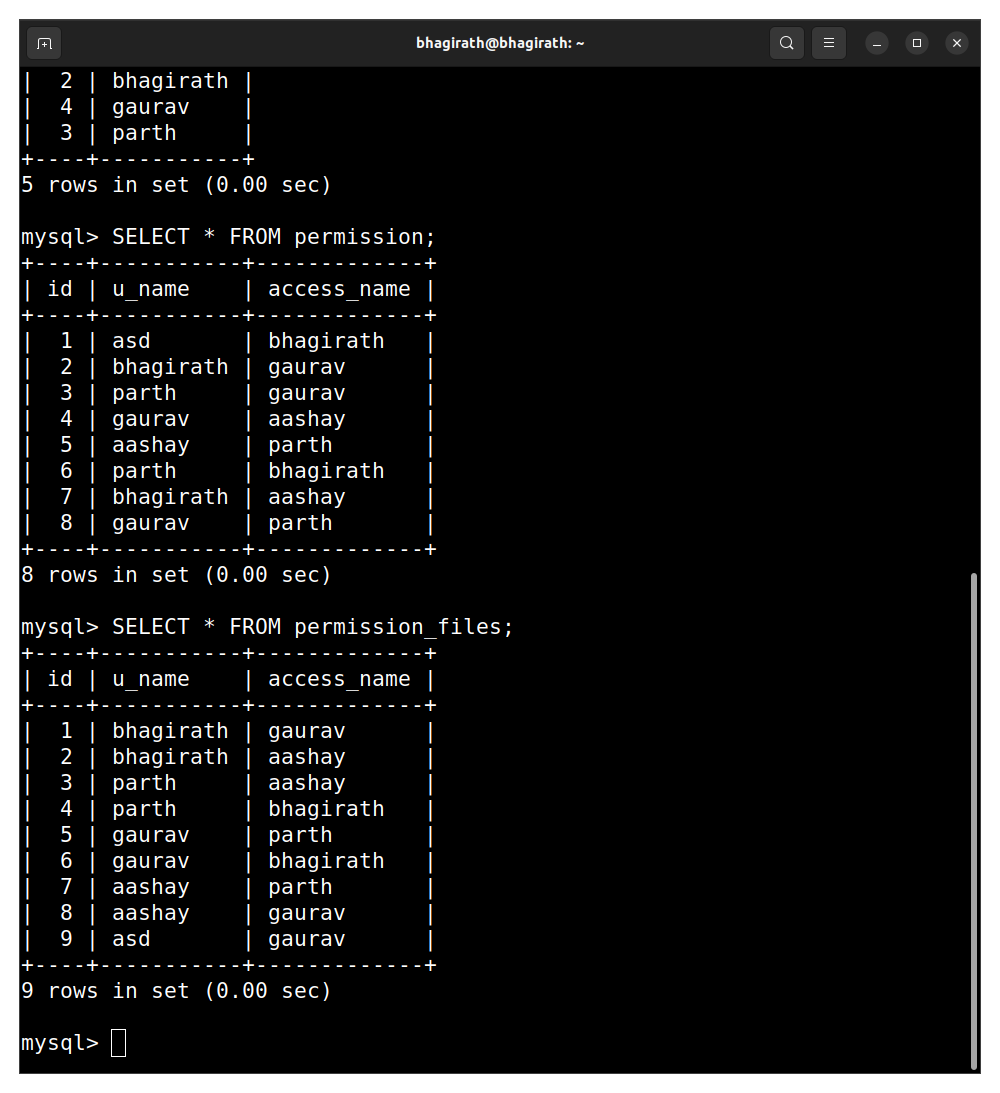 bhagirath@bhagirath: ~
|  2 | bhagirath |
|  4 | gaurav    |
|  3 | parth     |
+----+-----------+
5 rows in set (0.00 sec)

mysql> SELECT * FROM permission;
+----+-----------+-------------+
| id | u_name    | access_name |
+----+-----------+-------------+
|  1 | asd       | bhagirath   |
|  2 | bhagirath | gaurav      |
|  3 | parth     | gaurav      |
|  4 | gaurav    | aashay      |
|  5 | aashay    | parth       |
|  6 | parth     | bhagirath   |
|  7 | bhagirath | aashay      |
|  8 | gaurav    | parth       |
+----+-----------+-------------+
8 rows in set (0.00 sec)

mysql> SELECT * FROM permission_files;
+----+-----------+-------------+
| id | u_name    | access_name |
+----+-----------+-------------+
|  1 | bhagirath | gaurav      |
|  2 | bhagirath | aashay      |
|  3 | parth     | aashay      |
|  4 | parth     | bhagirath   |
|  5 | gaurav    | parth       |
|  6 | gaurav    | bhagirath   |
|  7 | aashay    | parth       |
|  8 | aashay    | gaurav      |
|  9 | asd       | gaurav      |
+----+-----------+-------------+
9 rows in set (0.00 sec)

mysql>